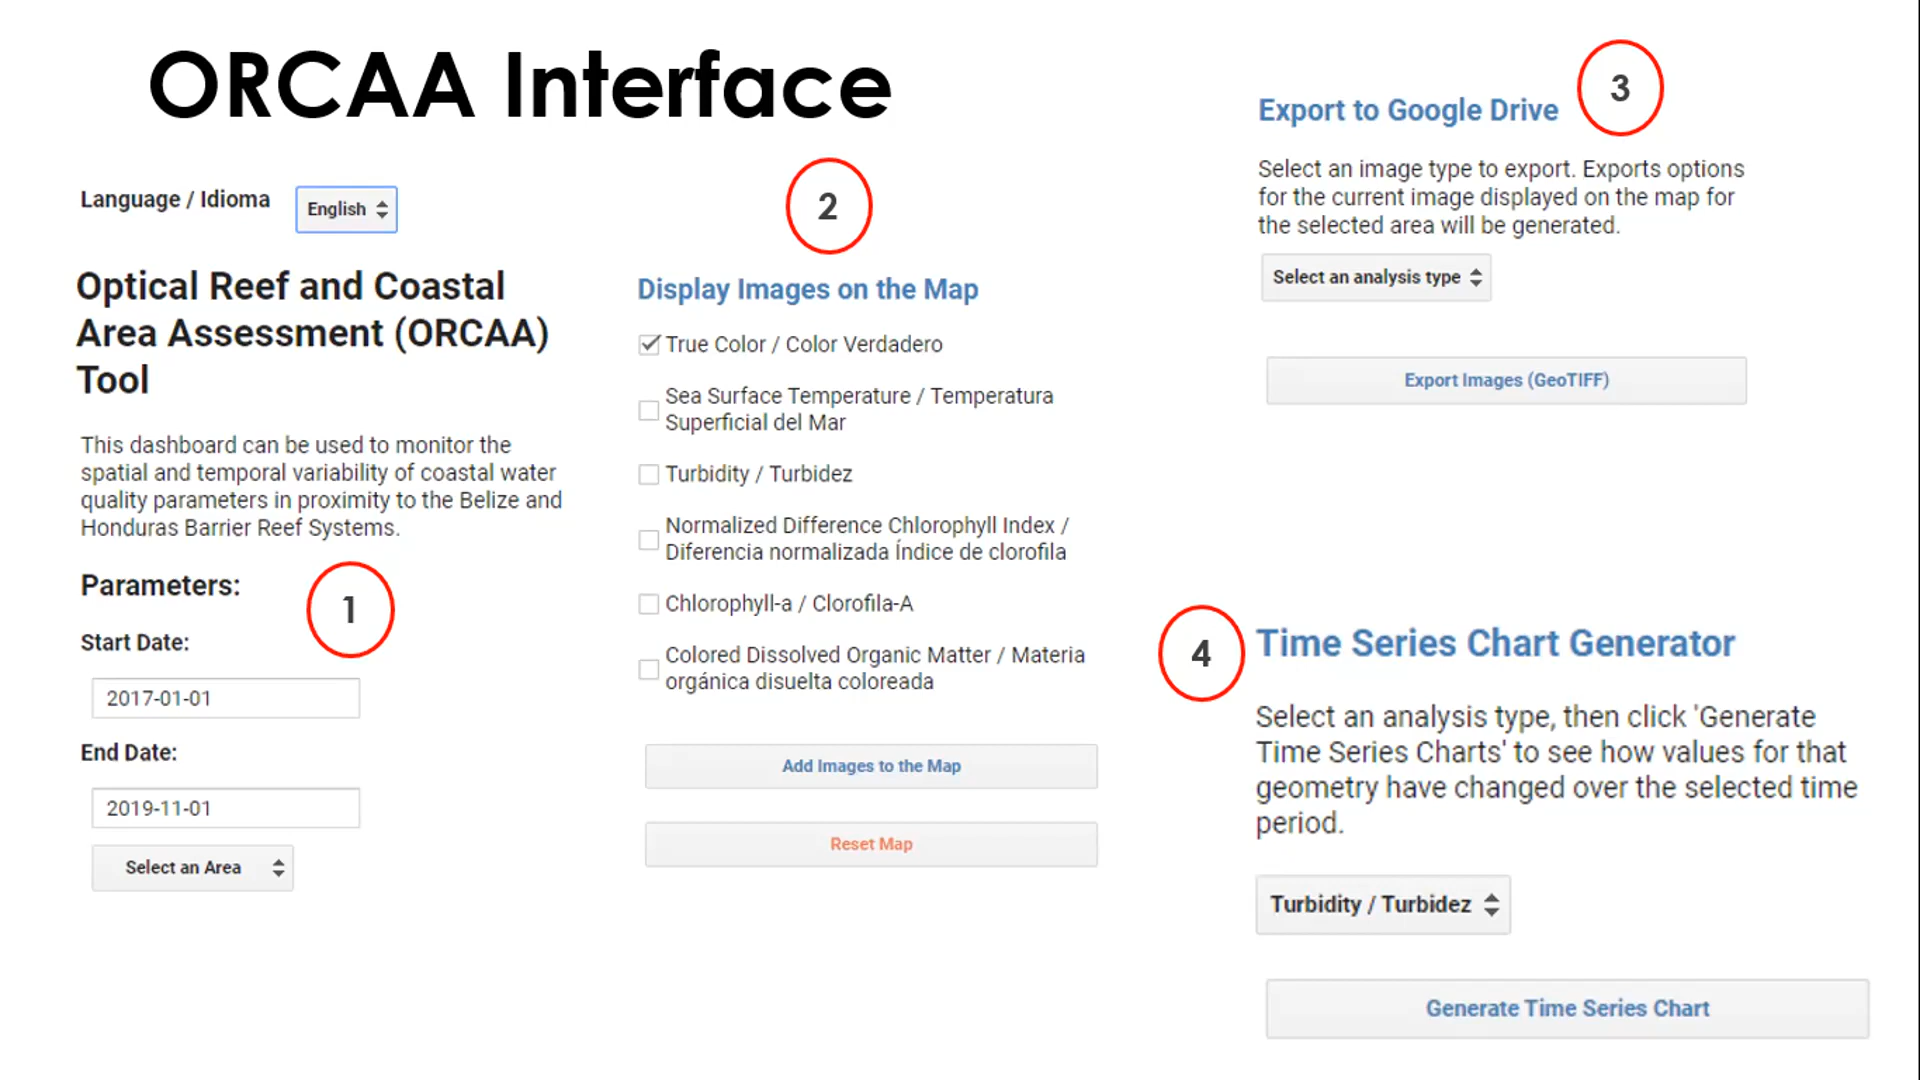 ORCAA Interface
Language / Idioma
English
Optical Reef and Coastal
Area Assessment (ORCAA)
Tool
This dashboard can be used to monitor the
spatial and temporal variability of coastal water
quality parameters in proximity to the Belize and
Honduras Barrier Reef Systems.
Parameters:
1
Start Date:
2017-01-01
End Date:
2019-11-01
Select an Area
2
Display Images on the Map
True Color / Color Verdadero
Sea Surface Temperature / Temperatura
Superficial del Mar
Turbidity / Turbidez
Normalized Difference Chlorophyll Index /
Diferencia normalizada Índice de clorofila
Chlorophyll-a / Clorofila-A
Colored Dissolved Organic Matter / Materia
orgánica disuelta coloreada
Add Images to the Map
Reset Map
3
Export to Google Drive
Select an image type to export. Exports options
for the current image displayed on the map for
the selected area will be generated.
Select an analysis type
Export Images (GeoTIFF)
4
Time Series Chart Generator
Select an analysis type, then click 'Generate
Time Series Charts' to see how values for that
geometry have changed over the selected time
period.
Turbidity / Turbidez
Generate Time Series Chart